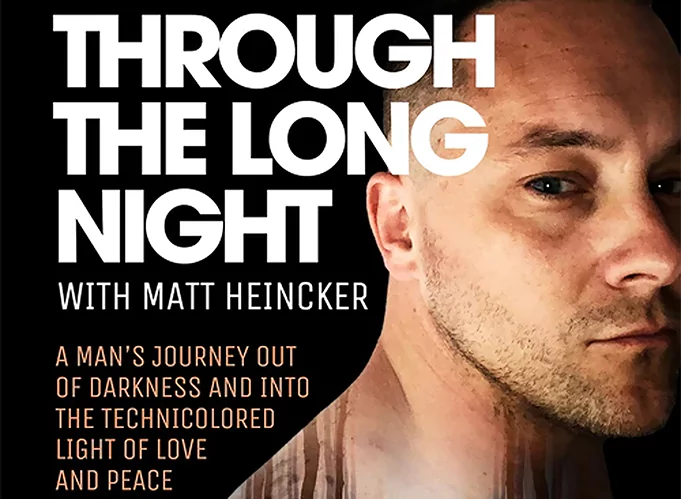 THROUGH
THE LONG
NIGHT
WITH MATT HEINCKER
A MAN'S JOURNEY OUT
OF DARKNESS AND INTO
THE TECHNICOLORED
LIGHT OF LOVE
AND PEACE